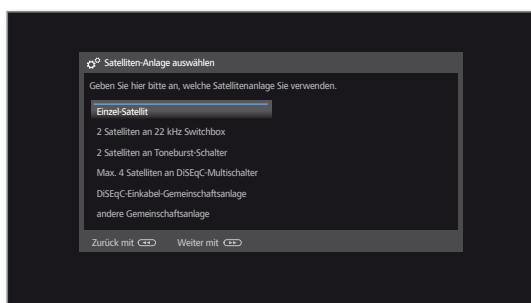 Satelliten-Anlage auswählen
Geben Sie hier bitte an, welche Satellitenanlage Sie verwenden.
Einzel-Satellit
2 Satelliten an 22 kHz Switchbox
2 Satelliten an Toneburst-Schalter
Max. 4 Satelliten an DiSEqC-Multischalter
DiSEqC-Einkabel-Gemeinschaftsanlage
andere Gemeinschaftsanlage
Zurück mit Weiter mit